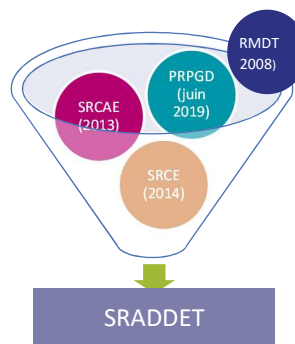 RMDT
2008)
PRPGD
(juin
2019)
SRCAE
(2013)
SRCE
(2014)
SRADDET